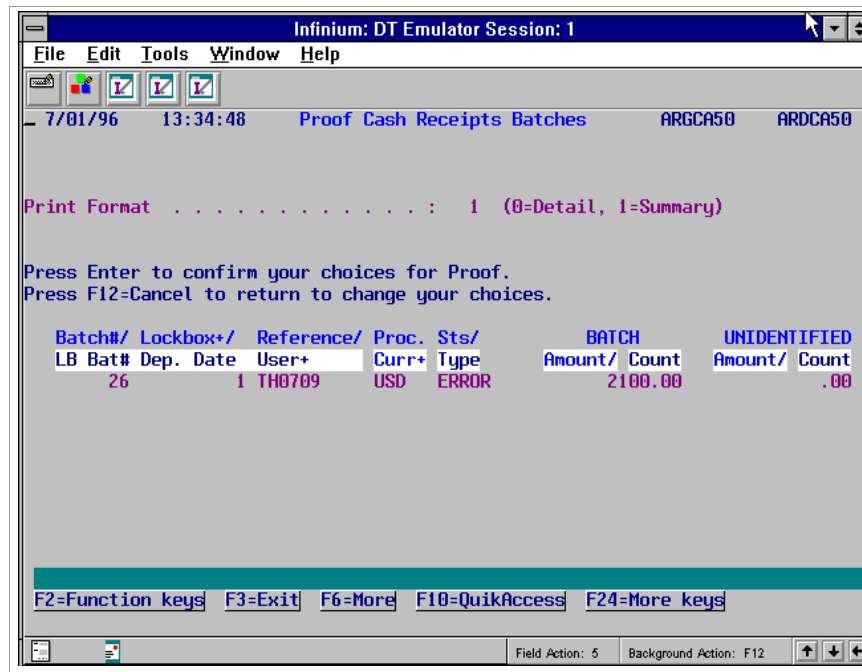 Infinium: DT Emulator Session: 1
File Edit Tools Window Help
7/01/96 13:34:48 Proof Cash Receipts Batches ARGCA50 ARDCA50
Print Format . . . . . . . . . . . . : 1 (0=Detail, 1=Summary)
Press Enter to confirm your choices for Proof.
Press F12=Cancel to return to change your choices.
Batch#/ Lockbox+/ Reference/ Proc. Sts/ BATCH UNIDENTIFIED
LB Bat# Dep. Date User+ Curr+ Type Amount/ Count Amount/ Count
26 1 TH0709 USD ERROR 2100.00 .00
F2=Function keys F3=Exit F6=More F10=QuikAccess F24=More keys
Field Action: 5 Background Action: F12